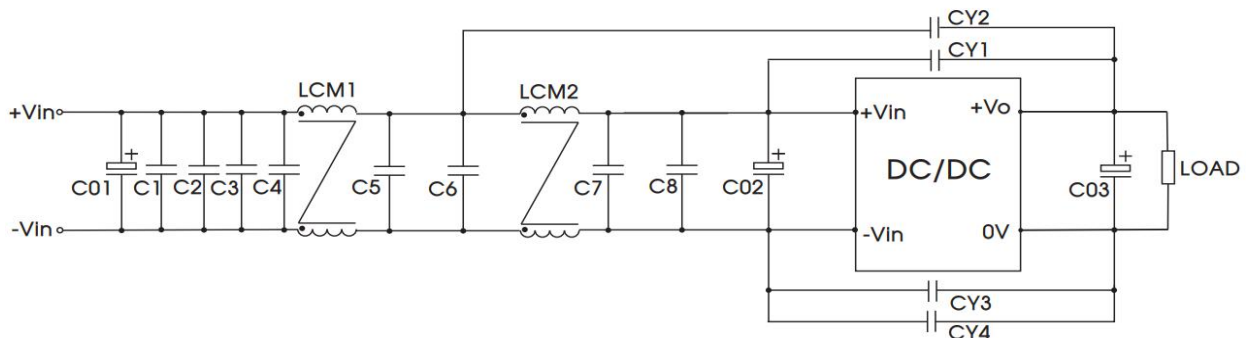 CY2
CY1
LCM1
LCM2
+Vin
+Vin
+Vo
+
C01
C1
C2
C3
C4
C5
C6
C7
C8
+
C02
DC/DC
+
C03
LOAD
-Vin
-Vin
0V
CY3
CY4